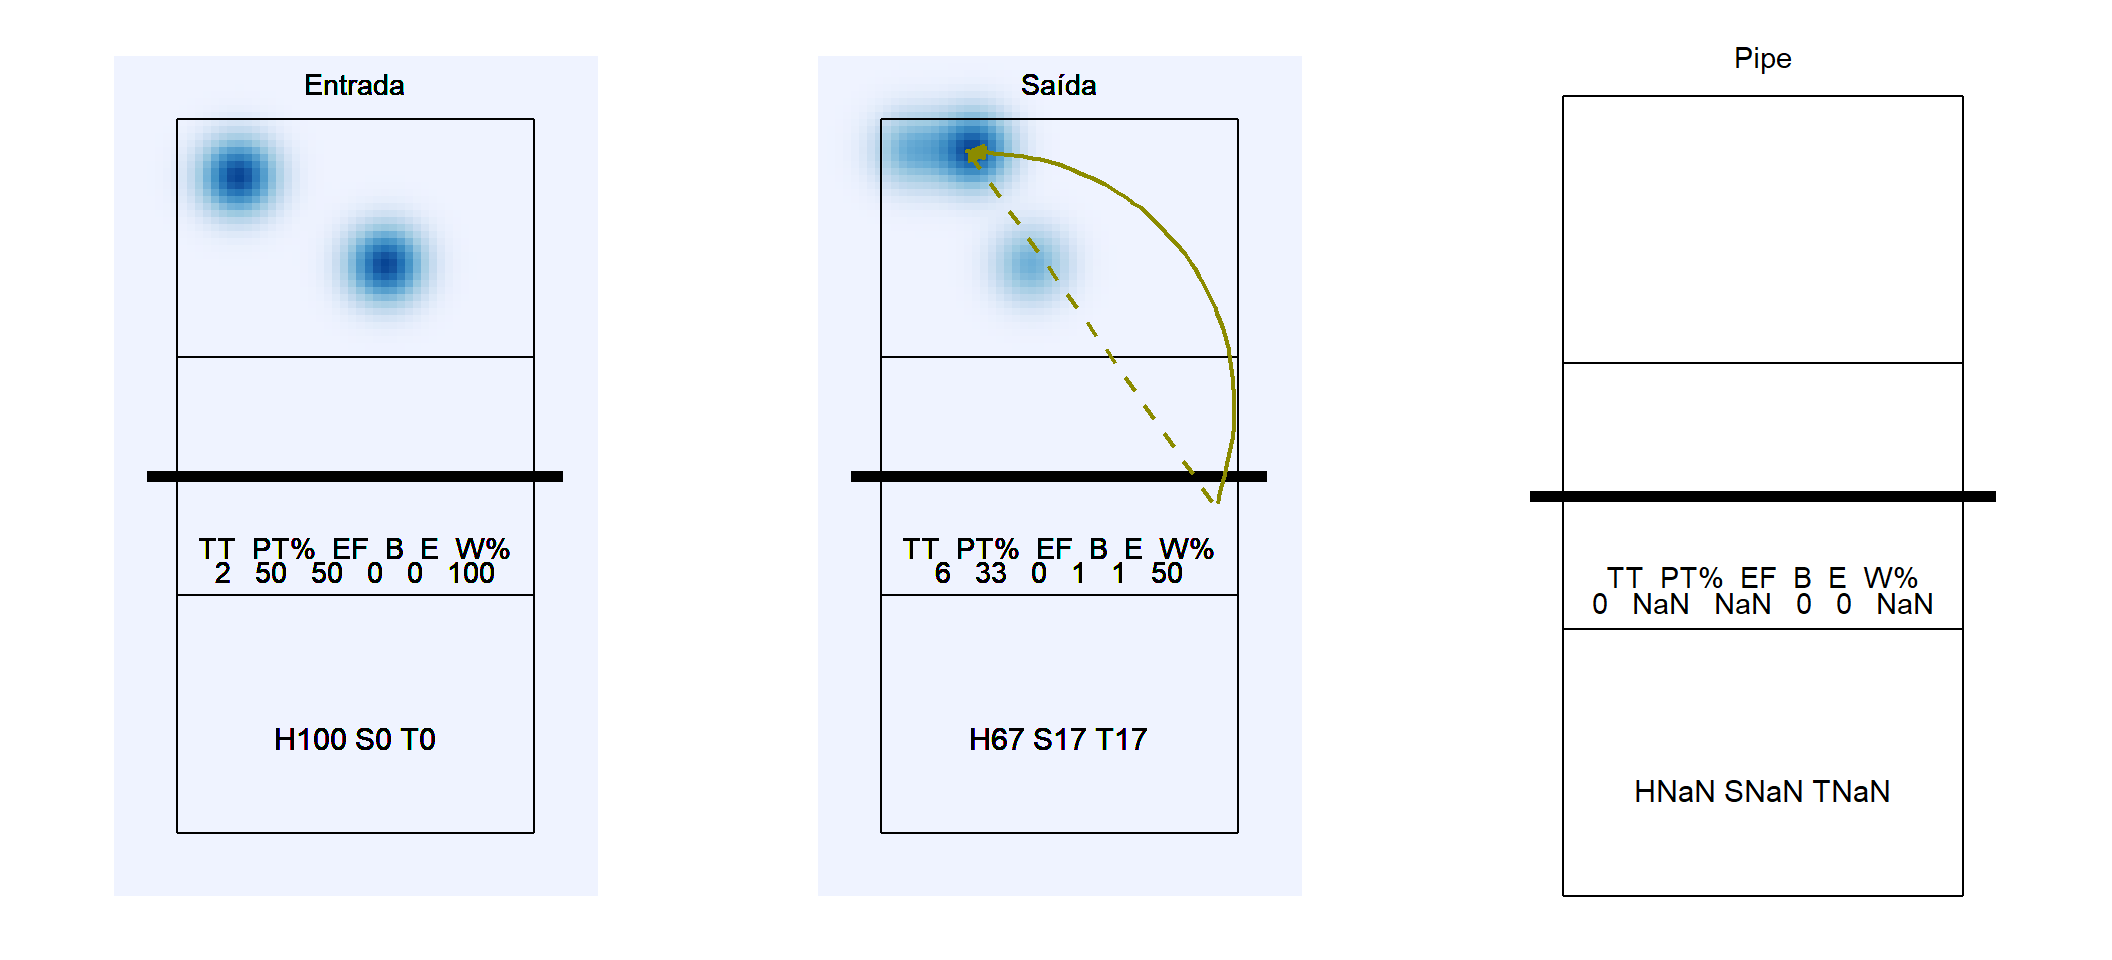 Entrada
TT PT% EF B E W%
2 50 50 0 0 100
H100 S0 T0
Saída
TT PT% EF B E W%
6 33 0 1 1 50
H67 S17 T17
Pipe
TT PT% EF B E W%
0 NaN NaN 0 0 NaN
HNaN SNaN TNaN